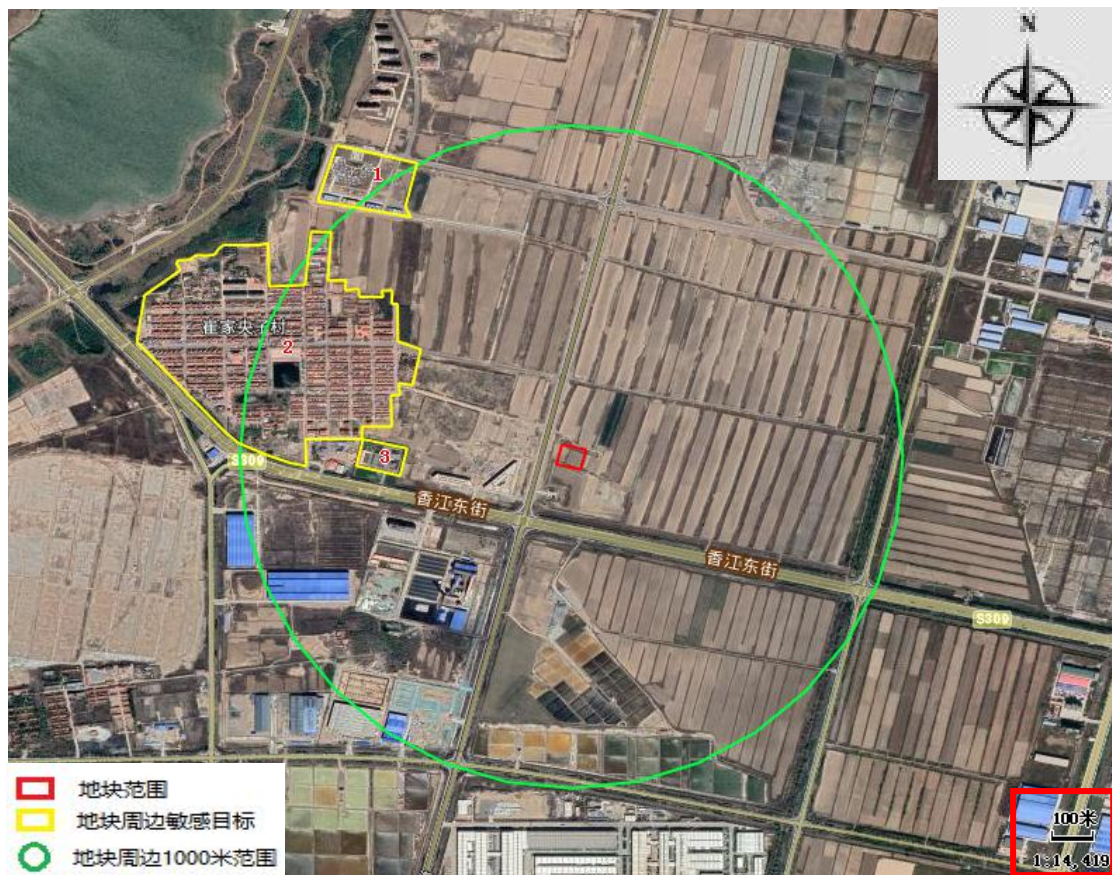 N
1
崔家央子村
2
3
S309
香江东街
香江东街
S309
地块范围
地块周边敏感目标
地块周边1000米范围
100米
1:14,419